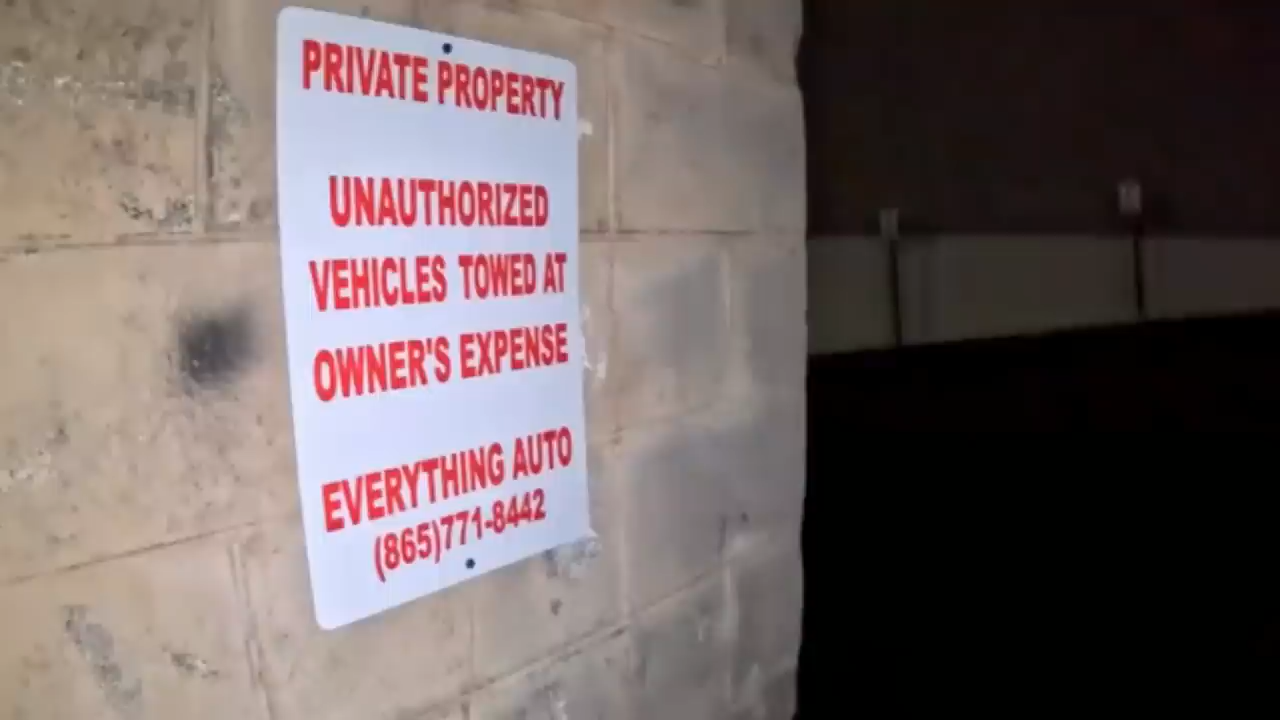 PRIVATE PROPERTY
UNAUTHORIZED
VEHICLES TOWED AT
OWNER'S EXPENSE
EVERYTHING AUTO
(865)771-8442